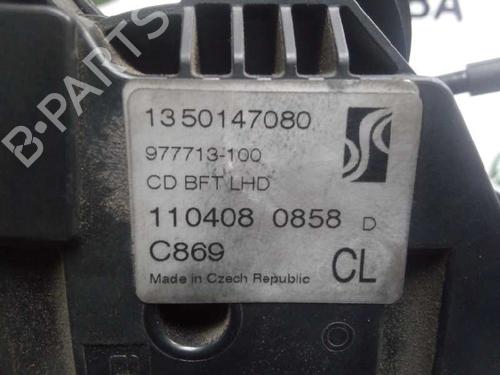 1350147080
977713-100
CD BFT LHD
110408 0858 D
C869
Made in Czech Republic
CL
B-PARTS